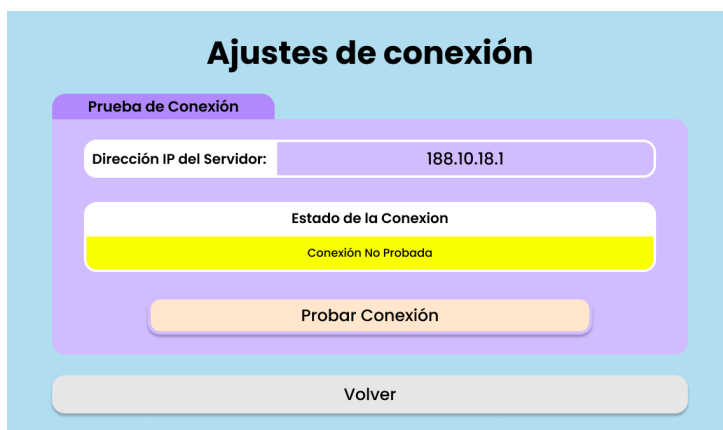 Ajustes de conexión
Prueba de Conexión
Dirección IP del Servidor: 188.10.18.1
Estado de la Conexion
Conexión No Probada
Probar Conexión
Volver